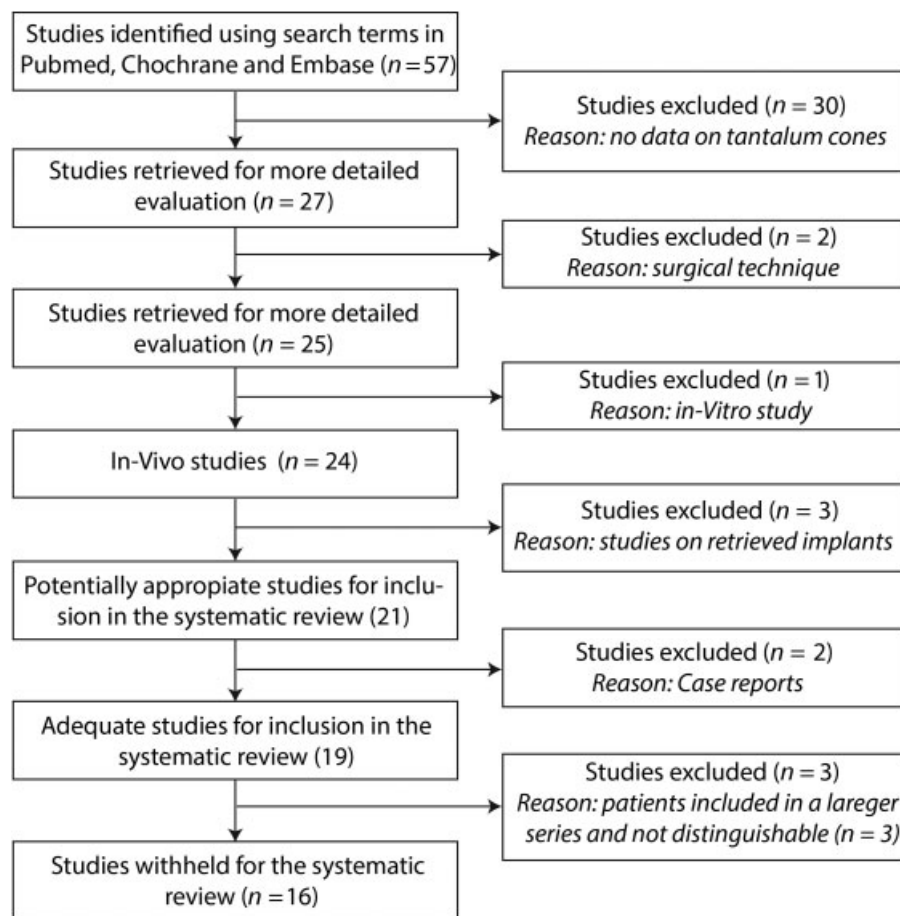 Studies identified using search terms in
Pubmed, Chochrane and Embase (n=57)
Studies excluded (n = 30)
Reason: no data on tantalum cones
Studies retrieved for more detailed
evaluation (n = 27)
Studies excluded (n = 2)
Reason: surgical technique
Studies retrieved for more detailed
evaluation (n = 25)
Studies excluded (n = 1)
Reason: in-Vitro study
In-Vivo studies (n = 24)
Studies excluded (n = 3)
Reason: studies on retrieved implants
Potentially appropiate studies for inclu-
sion in the systematic review (21)
Studies excluded (n = 2)
Reason: Case reports
Adequate studies for inclusion in the
systematic review (19)
Studies excluded (n = 3)
Reason: patients included in a lareger
series and not distinguishable (n = 3)
Studies withheld for the systematic
review (n = 16)